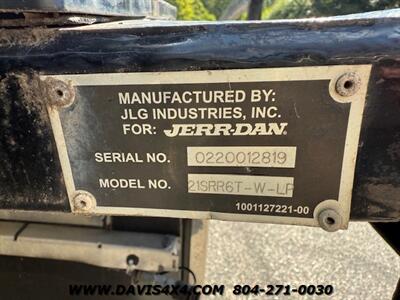 MANUFACTURED BY:
JLG INDUSTRIES, INC.
FOR: JERR-DAN®
SERIAL NO. 0220012819
MODEL NO. 21SRR6T-W-LP
1001127221-00
WWW.DAVIS4X4.COM 804-271-0030